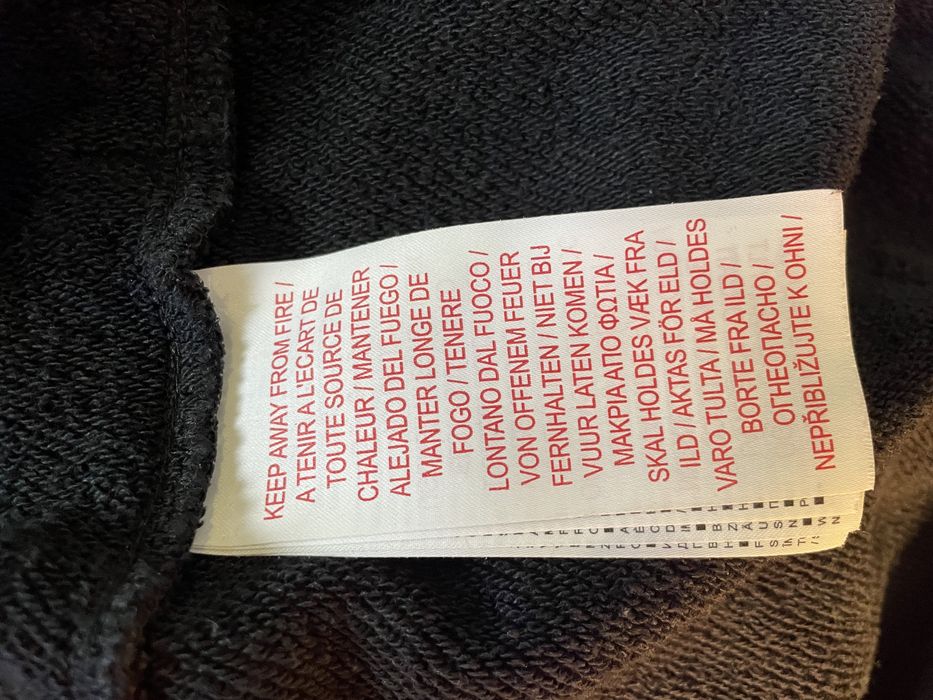 KEEP AWAY FROM FIRE /
A TENIR A L'ECART DE
TOUTE SOURCE DE
CHALEUR / MANTENER
ALEJADO DEL FUEGO /
MANTER LONGE DE
FOGO / TENERE
LONTANO DAL FUOCO /
VON OFFENEM FEUER
FERNHALTEN / NIET BIJ
VUUR LATEN KOMEN /
ΜΑΚΡΙΑ ΑΠΟ ΦΩΤΙΑ /
SKAL HOLDES VÆK FRA
ILD / AKTAS FÖR ELD /
VARO TULTA / MÅ HOLDES
BORTE FRA ILD /
ОТНЕОПАСНО /
NEPŘIBLIŽUJTE K OHNI /